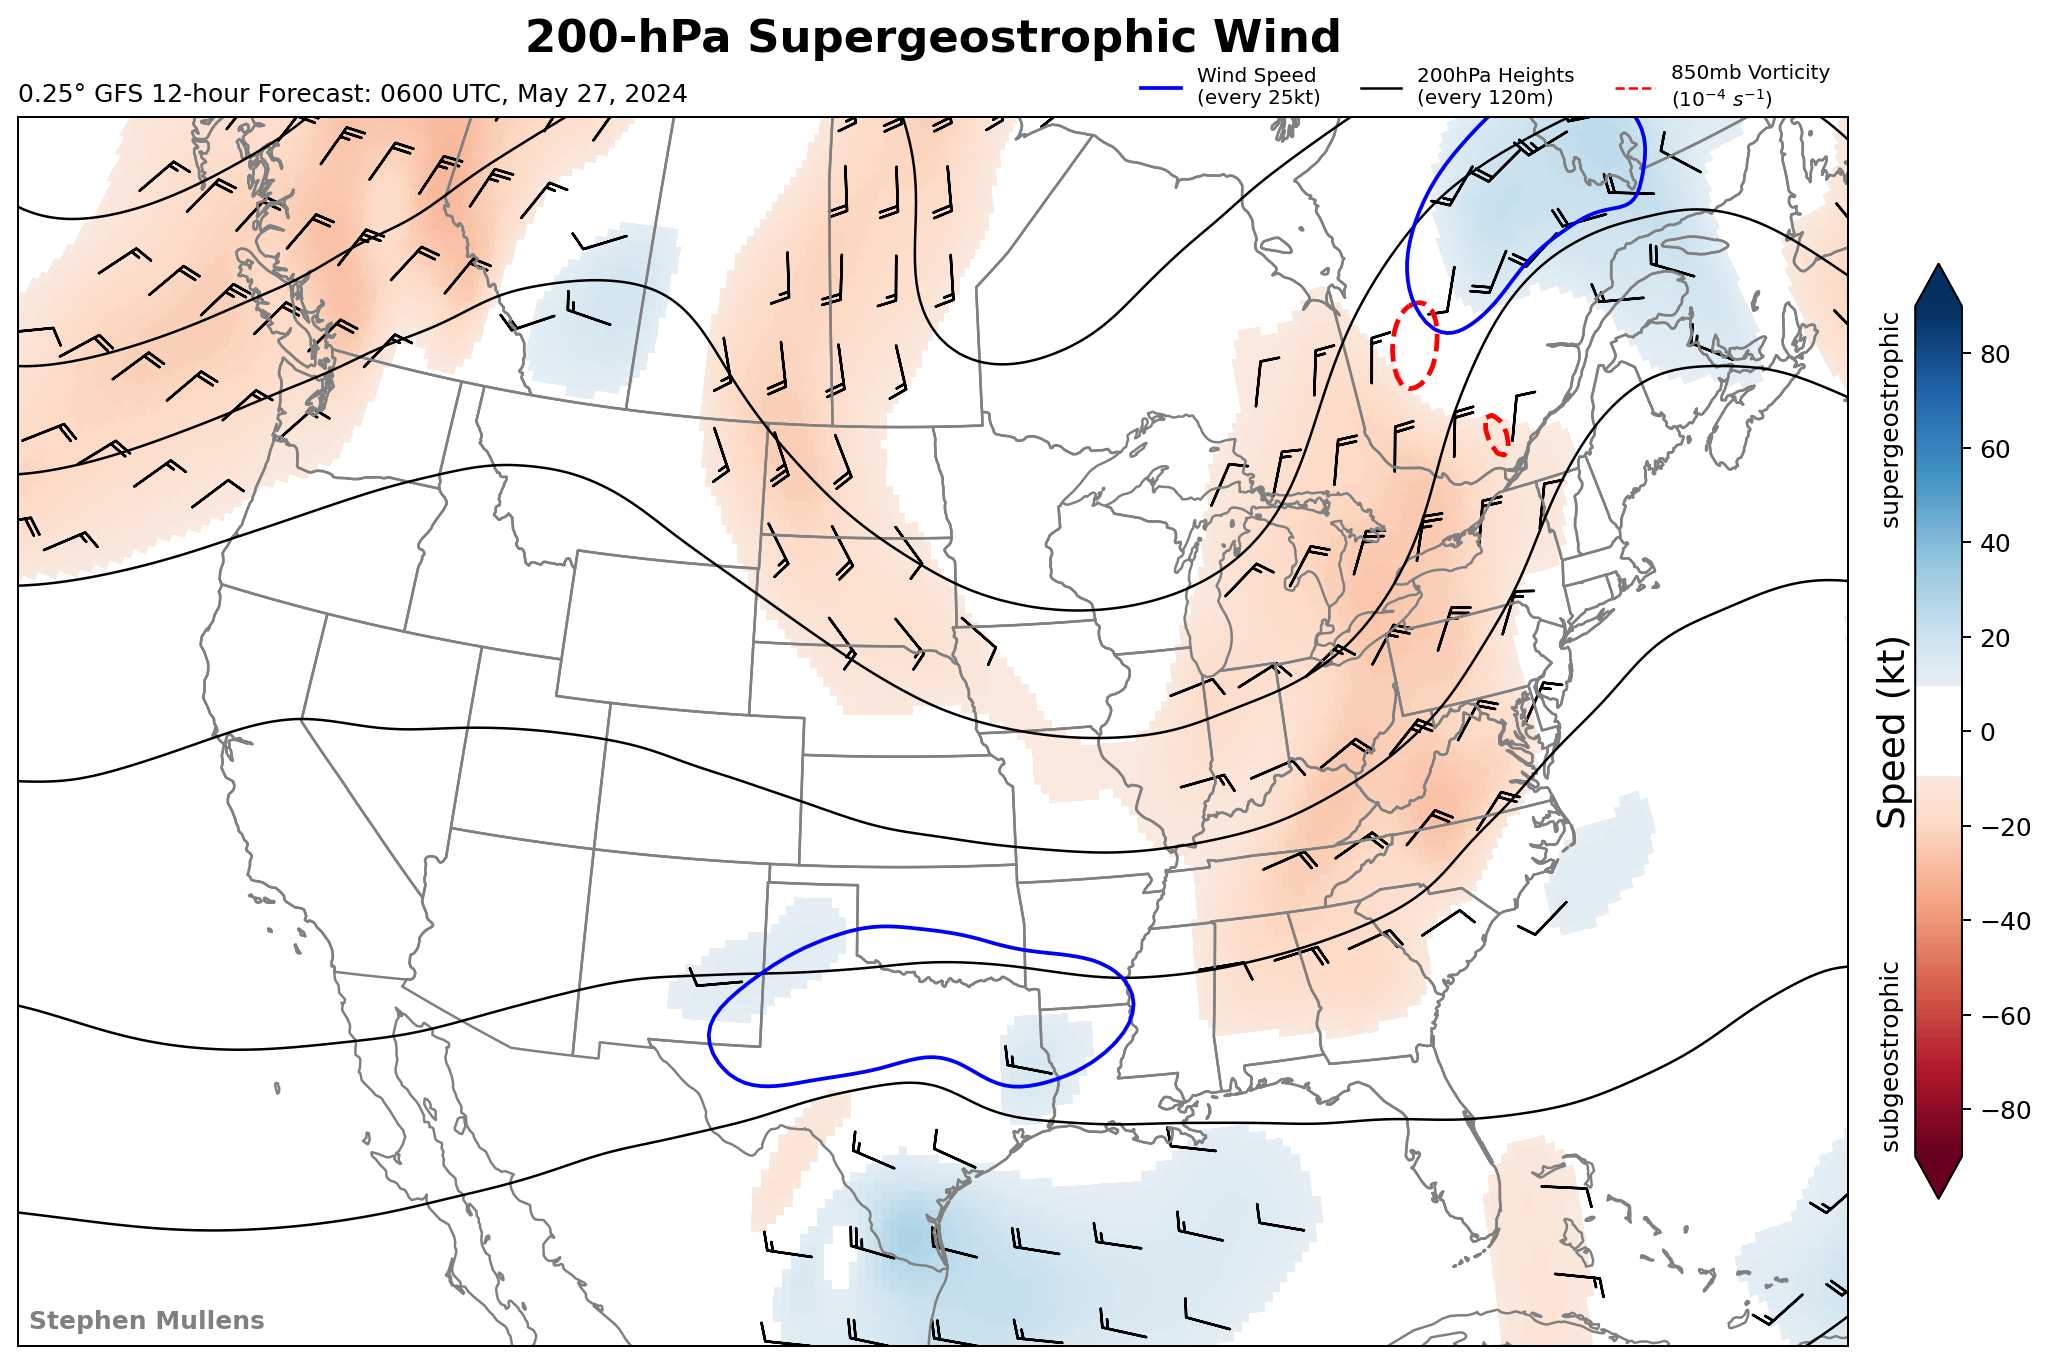 200-hPa Supergeostrophic Wind
0.25° GFS 12-hour Forecast: 0600 UTC, May 27, 2024
Wind Speed
(every 25kt)
200hPa Heights
(every 120m)
850mb Vorticity
(10⁻⁴ s⁻¹)
supergeostrophic
Speed (kt)
subgeostrophic
80
60
40
20
0
−20
−40
−60
−80
Stephen Mullens